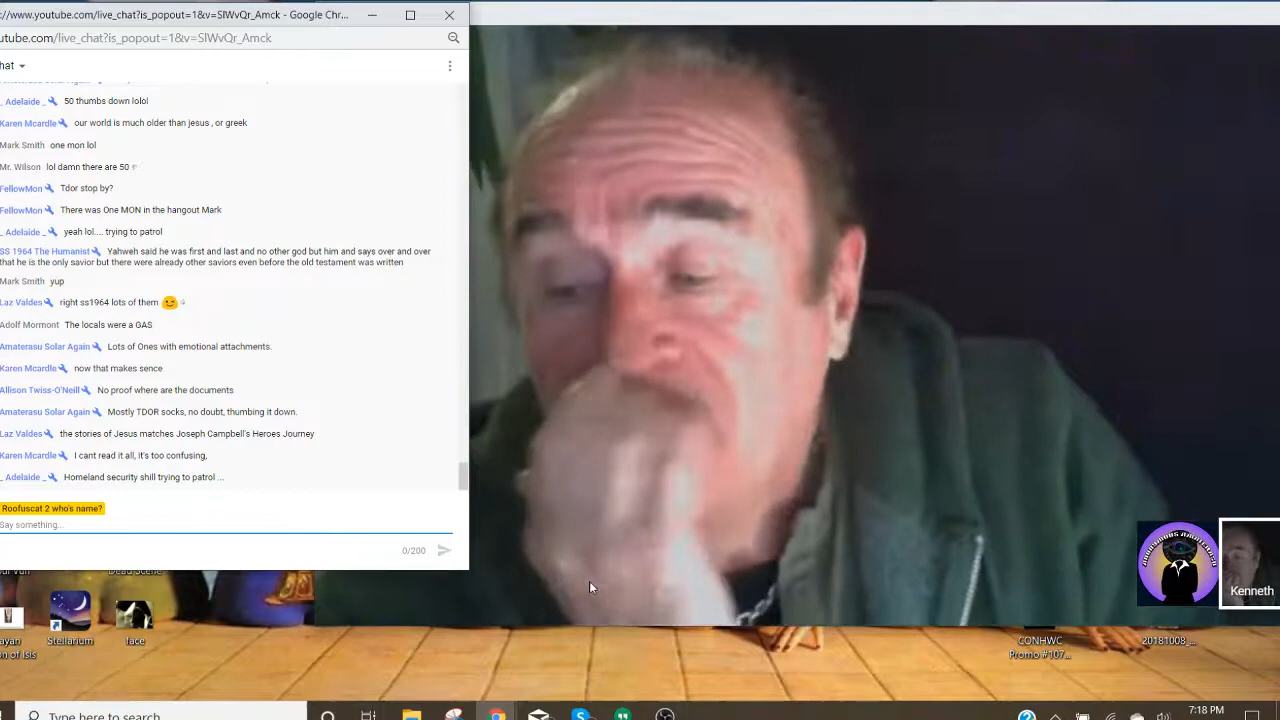 ://www.youtube.com/live_chat?is_popout=1&v=SlWvQr_Amck - Google Chr...
utube.com/live_chat?is_popout=1&v=SlWvQr_Amck
hat
_ Adelaide _ 50 thumbs down lolol
Karen Mcardle our world is much older than jesus , or greek
Mark Smith one mon lol
Mr. Wilson lol damn there are 50
FellowMon Tdor stop by?
FellowMon There was One MON in the hangout Mark
_ Adelaide _ yeah lol.... trying to patrol
SS 1964 The Humanist Yahweh said he was first and last and no other god but him and says over and over
that he is the only savior but there were already other saviors even before the old testament was written
Mark Smith yup
Laz Valdes right ss1964 lots of them 😉
Adolf Mormont The locals were a GAS
Amaterasu Solar Again Lots of Ones with emotional attachments.
Karen Mcardle now that makes sence
Allison Twiss-O'Neill No proof where are the documents
Amaterasu Solar Again Mostly TDOR socks, no doubt, thumbing it down.
Laz Valdes the stories of Jesus matches Joseph Campbell's Heroes Journey
Karen Mcardle I cant read it all, it's too confusing,
_ Adelaide _ Homeland security shill trying to patrol ...
Roofuscat 2 who's name?
Say something...
0/200
Kenneth
ayan
on of Isis
Stellarium
face
CONHWC
Promo #107...
20181008_...
Type here to search
7:18 PM